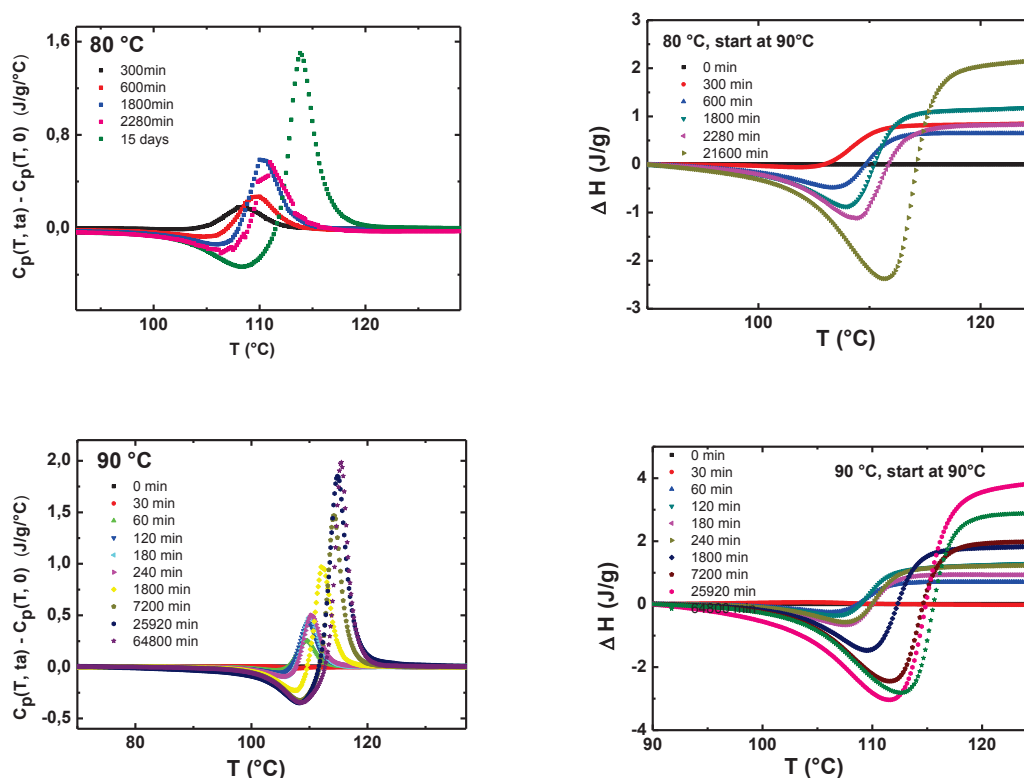 80 °C
300min
600min
1800min
2280min
15 days
1,6
0,8
0,0
100
110
120
T (°C)
Cp(T, ta) - Cp(T, 0) (J/g/°C)
80 °C, start at 90°C
0 min
300 min
600 min
1800 min
2280 min
21600 min
3
2
1
0
-1
-2
-3
100
110
120
T (°C)
Δ H (J/g)
90 °C
0 min
30 min
60 min
120 min
180 min
240 min
1800 min
7200 min
25920 min
64800 min
2,0
1,5
1,0
0,5
0,0
-0,5
80
100
120
T (°C)
Cp(T, ta) - Cp(T, 0) (J/g/°C)
90 °C, start at 90°C
0 min
30 min
60 min
120 min
180 min
240 min
1800 min
7200 min
25920 min
64800 min
4
2
0
-2
-4
90
100
110
120
T (°C)
Δ H (J/g)